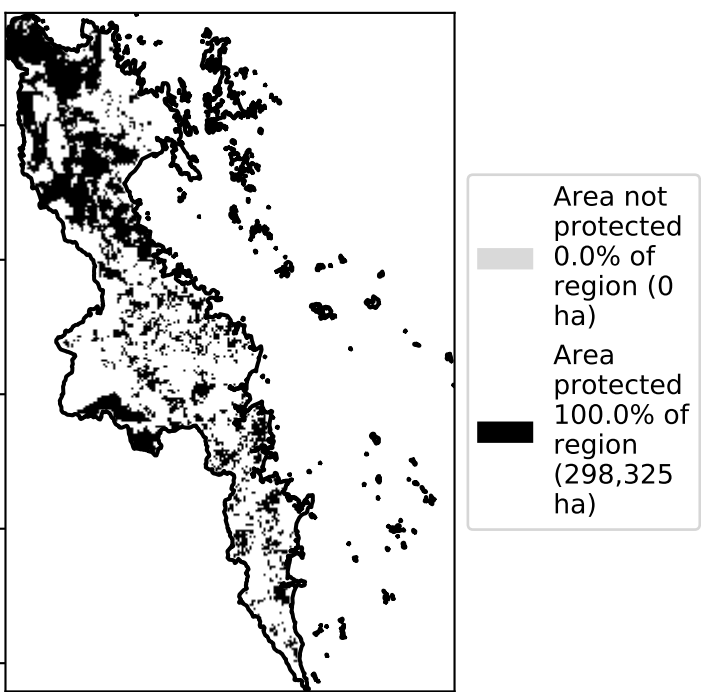 Area not
protected
0.0% of
region (0
ha)
Area
protected
100.0% of
region
(298,325
ha)